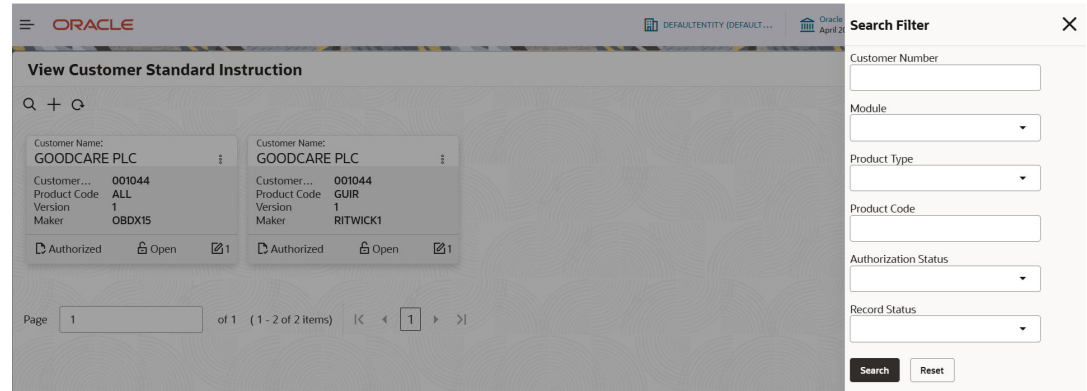 ORACLE
DEFAULTENTITY (DEFAULT...
Oracle
April 20
View Customer Standard Instruction
Customer Name:
GOODCARE PLC
Customer... 001044
Product Code ALL
Version 1
Maker OBDX15
Authorized Open 1
Customer Name:
GOODCARE PLC
Customer... 001044
Product Code GUIR
Version 1
Maker RITWICK1
Authorized Open 1
Page 1 of 1 (1 - 2 of 2 items) 1
Search Filter
Customer Number
Module
Product Type
Product Code
Authorization Status
Record Status
Search Reset